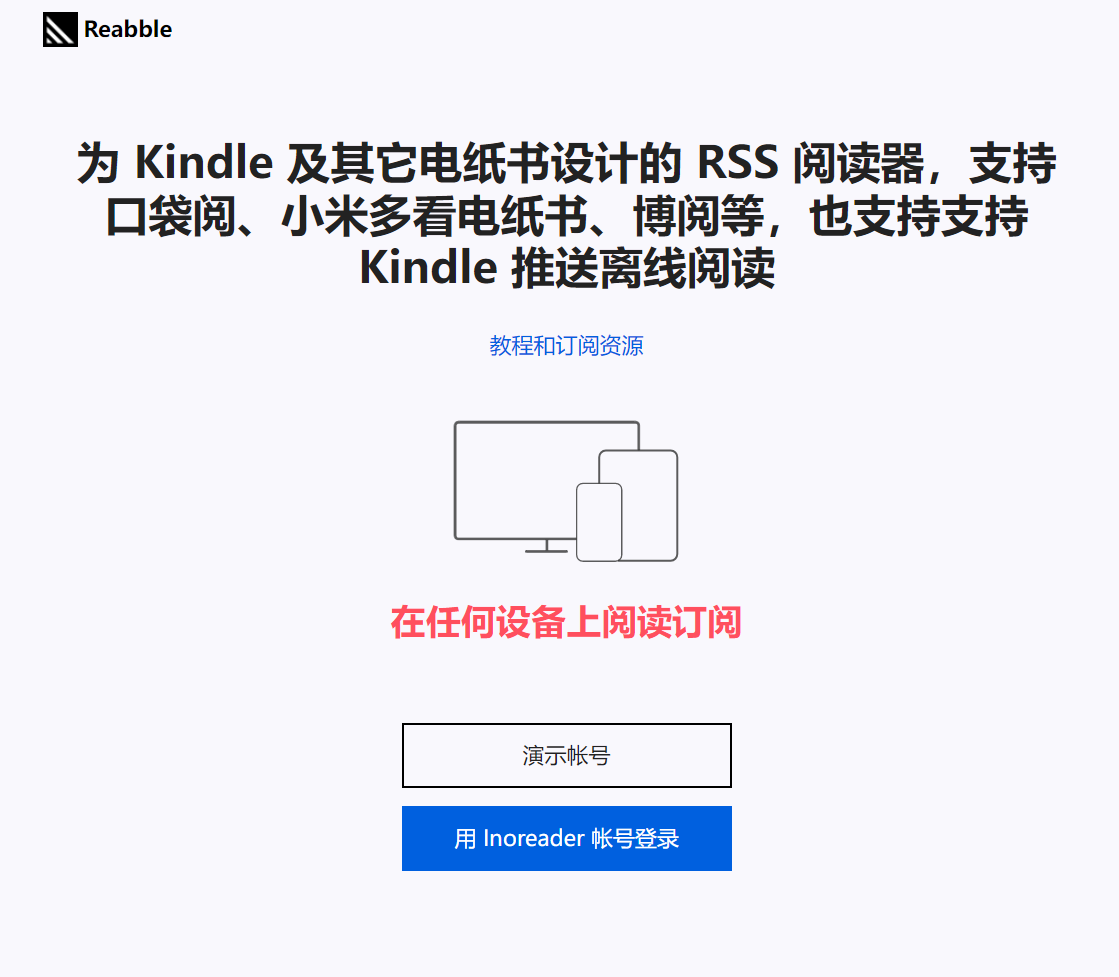 Reabble
为 Kindle 及其它电纸书设计的 RSS 阅读器，支持
口袋阅、小米多看电纸书、博阅等，也支持支持
Kindle 推送离线阅读
教程和订阅资源
在任何设备上阅读订阅
演示帐号
用 Inoreader 帐号登录